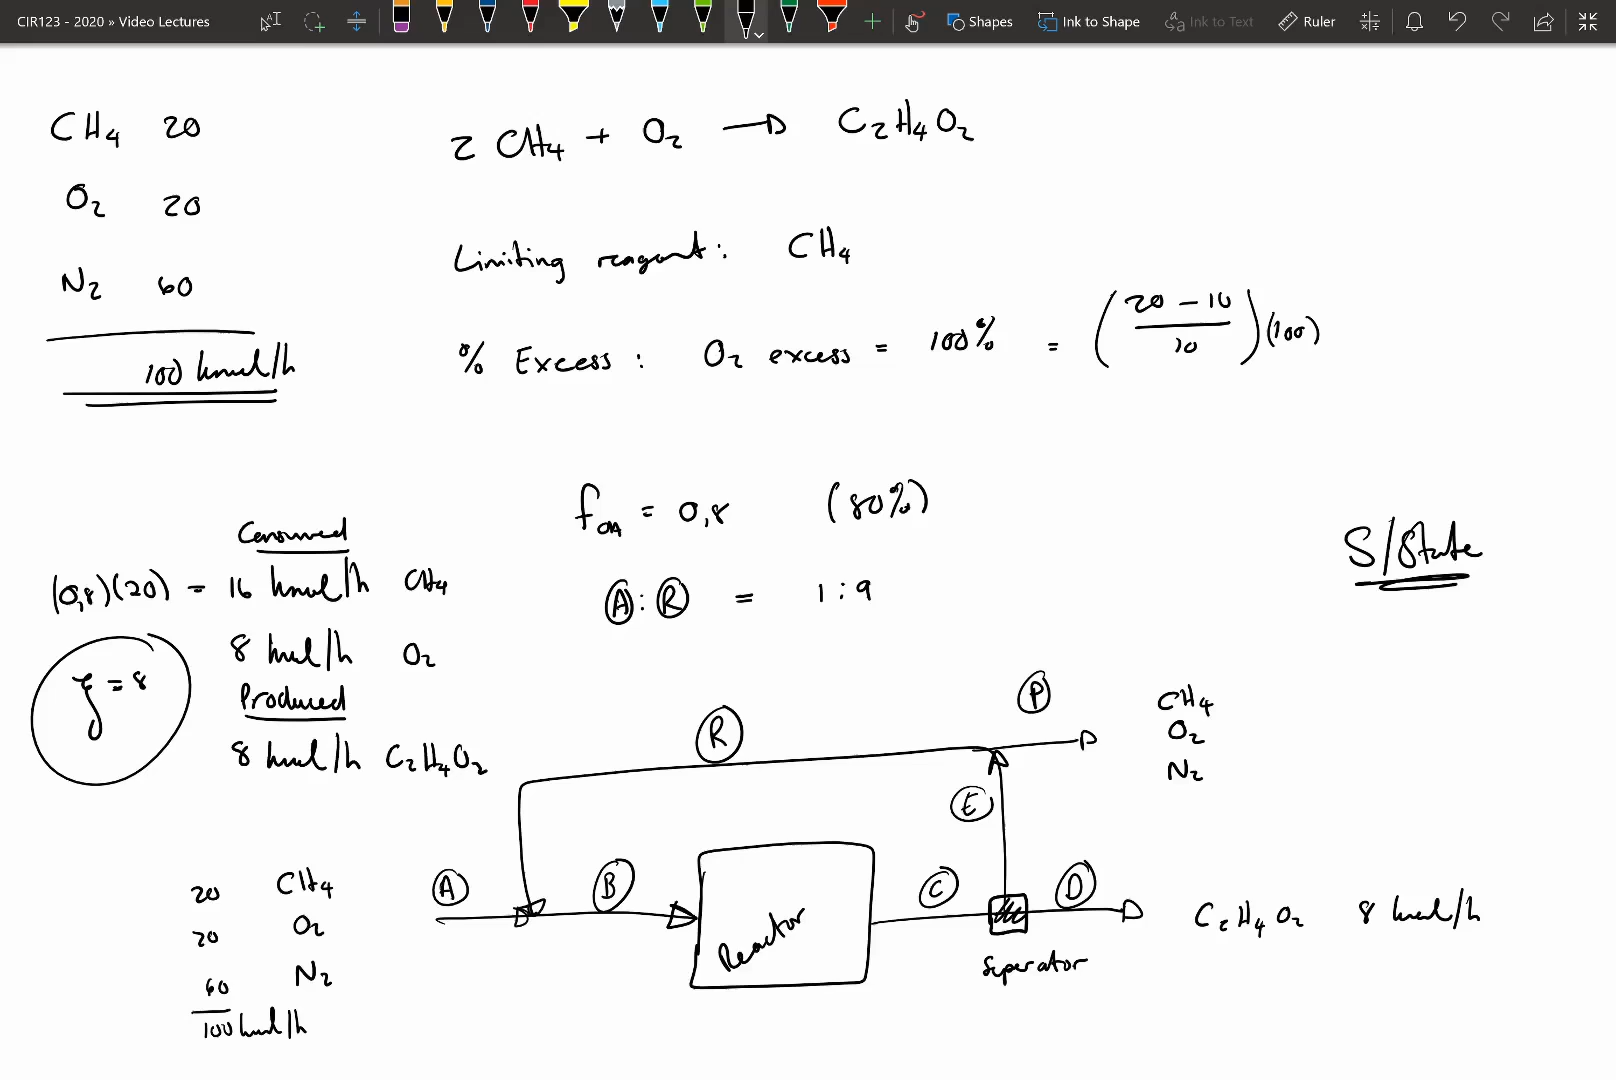 CIR123 - 2020 » Video Lectures
Shapes
Ink to Shape
Ink to Text
Ruler
CH4 20
O2 20
N2 60
100 kmol/h
2 CH4 + O2 → C2H4O2
Limiting reagent: CH4
% Excess: O2 excess = 100% = (20 - 10 / 10)(100)
f = 0,8 (80%)
A : R = 1:9
S/State
Consumed
(0,8)(20) = 16 kmol/h CH4
8 kmol/h O2
ξ = 8
Produced
8 kmol/h C2H4O2
R
P
CH4
O2
N2
E
A
B
Reactor
C
D
C2H4O2 8 kmol/h
Seperator
20 CH4
20 O2
60 N2
100 kmol/h